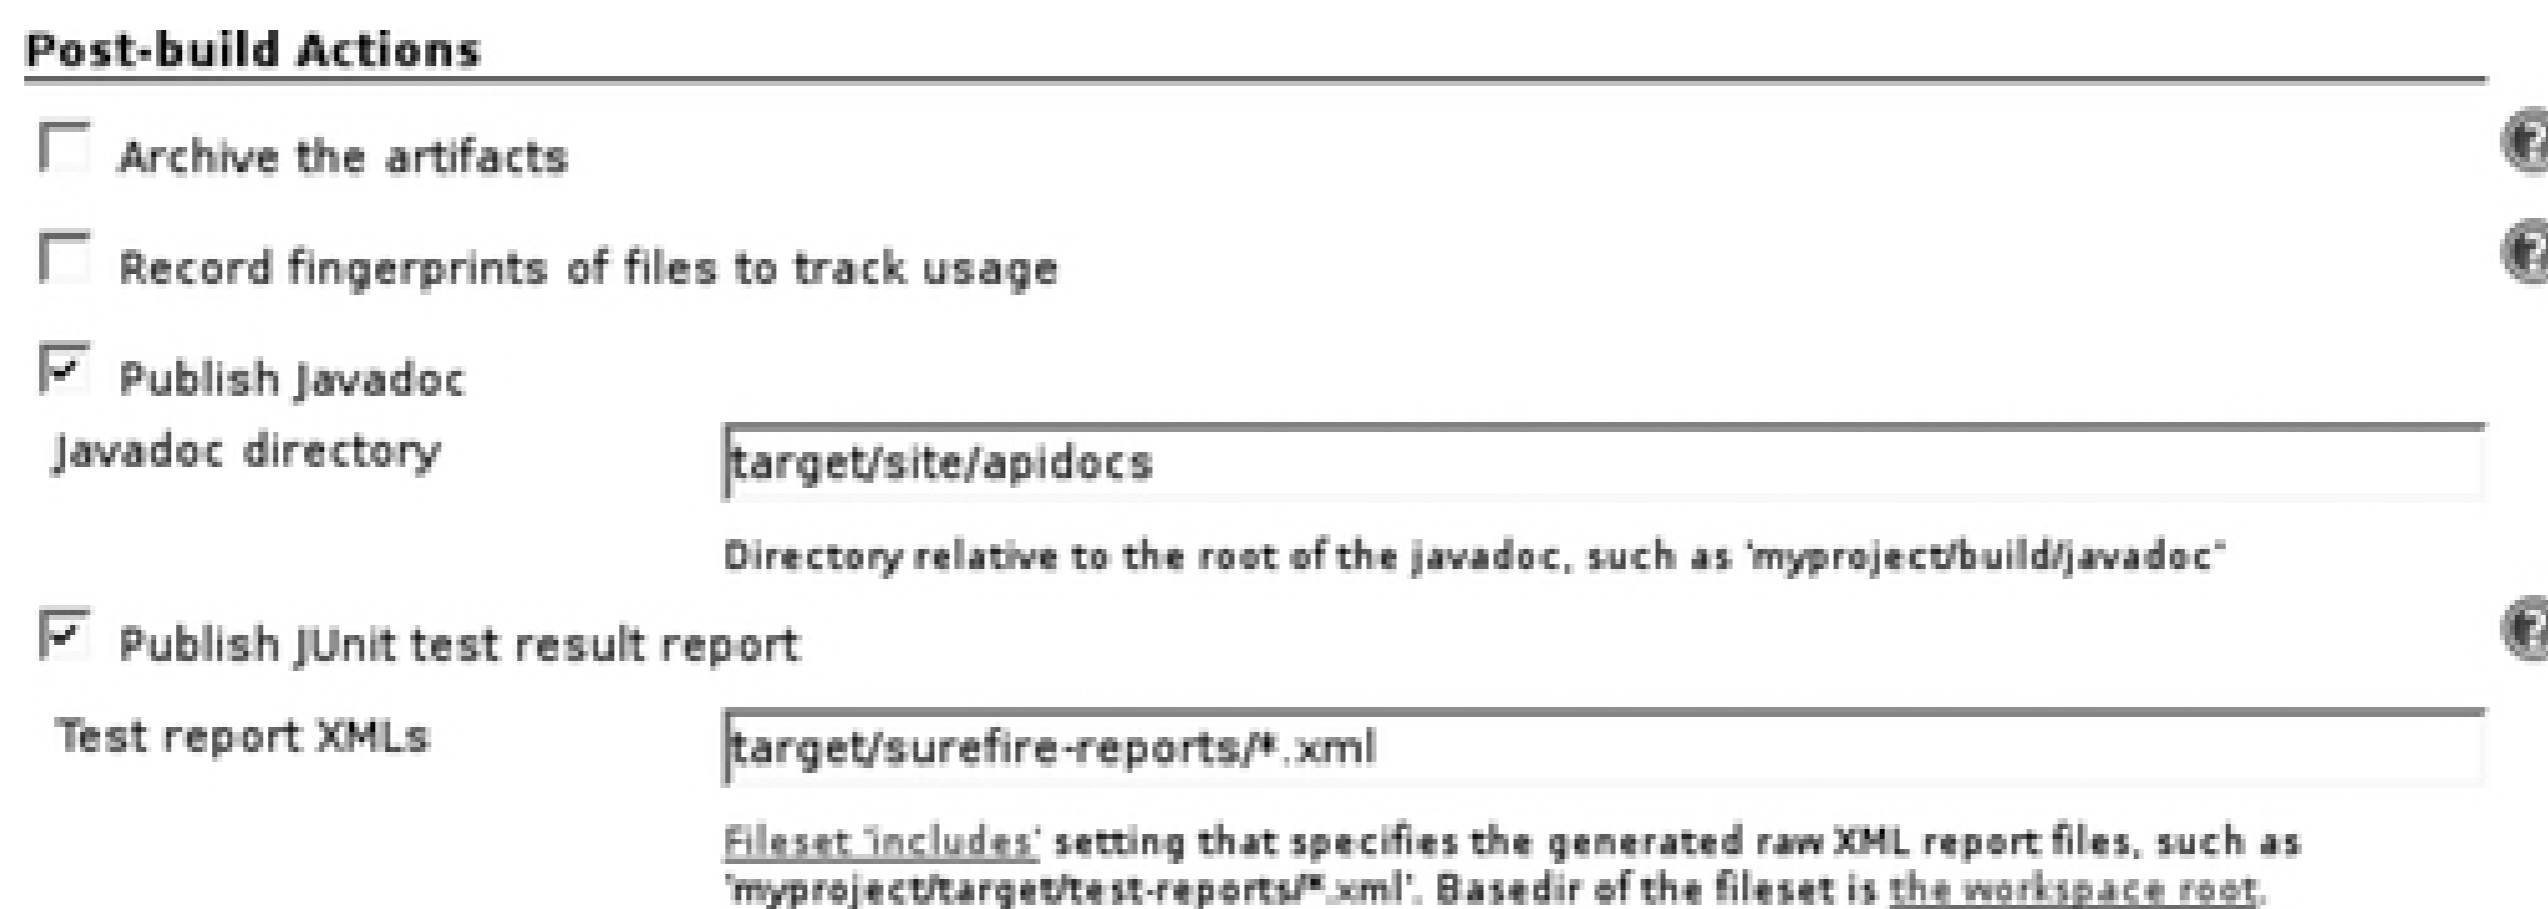 Post-build Actions
Archive the artifacts
Record fingerprints of files to track usage
Publish Javadoc
Javadoc directory
target/site/apidocs
Directory relative to the root of the javadoc, such as 'myproject/build/javadoc'
Publish JUnit test result report
Test report XMLs
target/surefire-reports/*.xml
Fileset 'includes' setting that specifies the generated raw XML report files, such as
'myproject/target/test-reports/*.xml'. Basedir of the fileset is the workspace root.